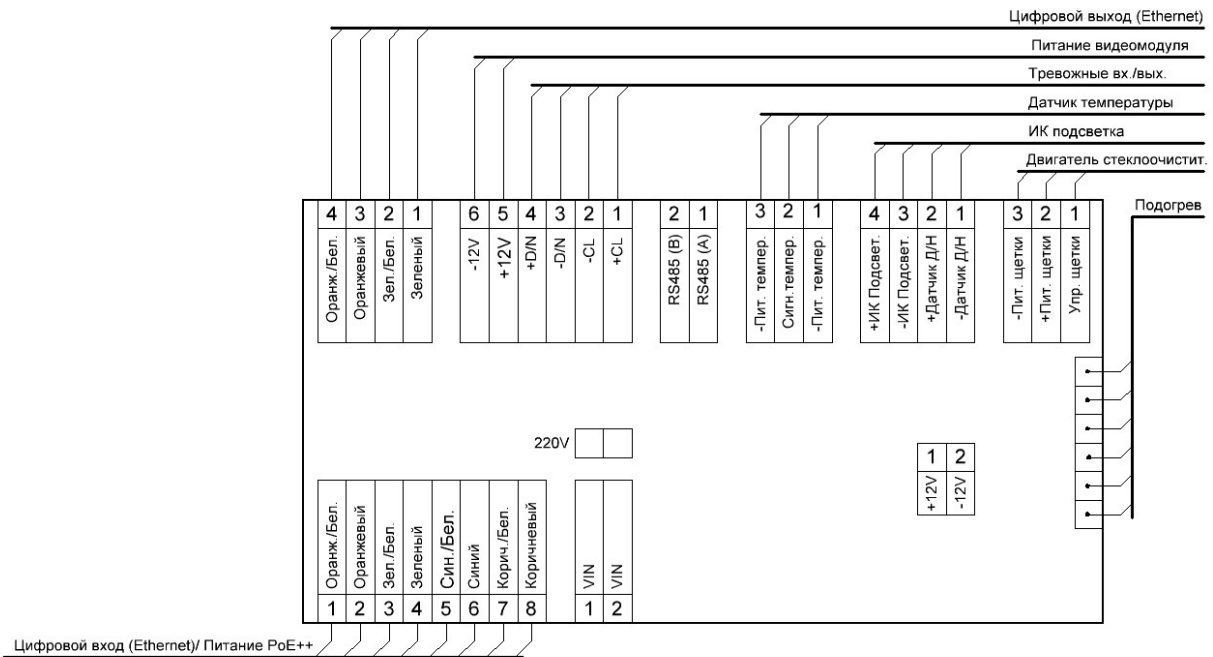 Цифровой выход (Ethernet)
Питание видеомодуля
Тревожные вх./вых.
Датчик температуры
ИК подсветка
Двигатель стеклоочистит.
Подогрев
4 3 2 1
Оранж./Бел.
Оранжевый
Зел./Бел.
Зеленый
6 5 4 3 2 1
-12V
+12V
+D/N
-D/N
-CL
+CL
2 1
RS485 (B)
RS485 (A)
3 2 1
-Пит. темпер.
Сигн.темпер.
-Пит. темпер.
4 3 2 1
+ИК Подсвет.
-ИК Подсвет.
+Датчик Д/Н
-Датчик Д/Н
3 2 1
-Пит. щетки
+Пит. щетки
Упр. щетки
220V
1 2
+12V
-12V
Оранж./Бел.
Оранжевый
Зел./Бел.
Зеленый
Син./Бел.
Синий
Корич./Бел.
Коричневый
1 2 3 4 5 6 7 8
VIN
VIN
1 2
Цифровой вход (Ethernet)/ Питание PoE++